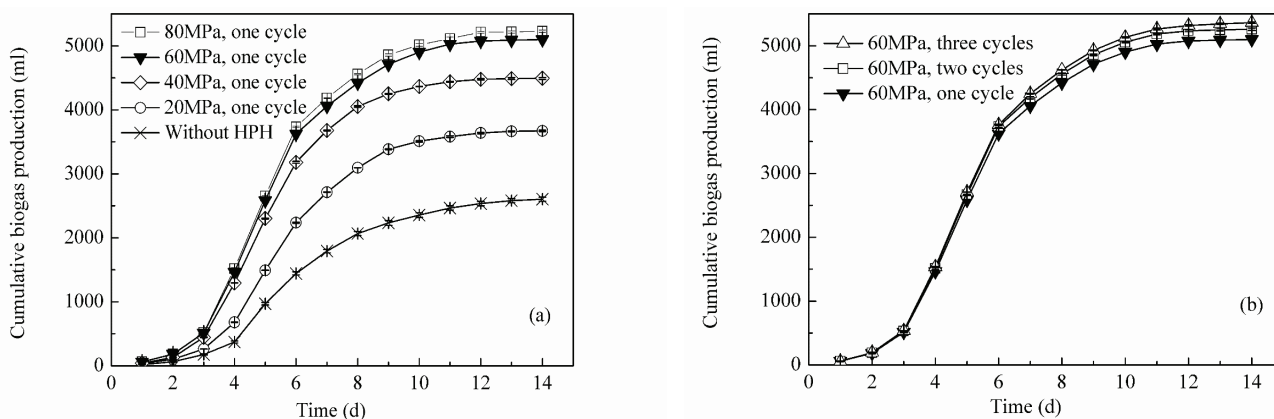 Cumulative biogas production (ml)
5000
4000
3000
2000
1000
0
80MPa, one cycle
60MPa, one cycle
40MPa, one cycle
20MPa, one cycle
Without HPH
(a)
0 2 4 6 8 10 12 14
Time (d)
Cumulative biogas production (ml)
5000
4000
3000
2000
1000
0
60MPa, three cycles
60MPa, two cycles
60MPa, one cycle
(b)
0 2 4 6 8 10 12 14
Time (d)